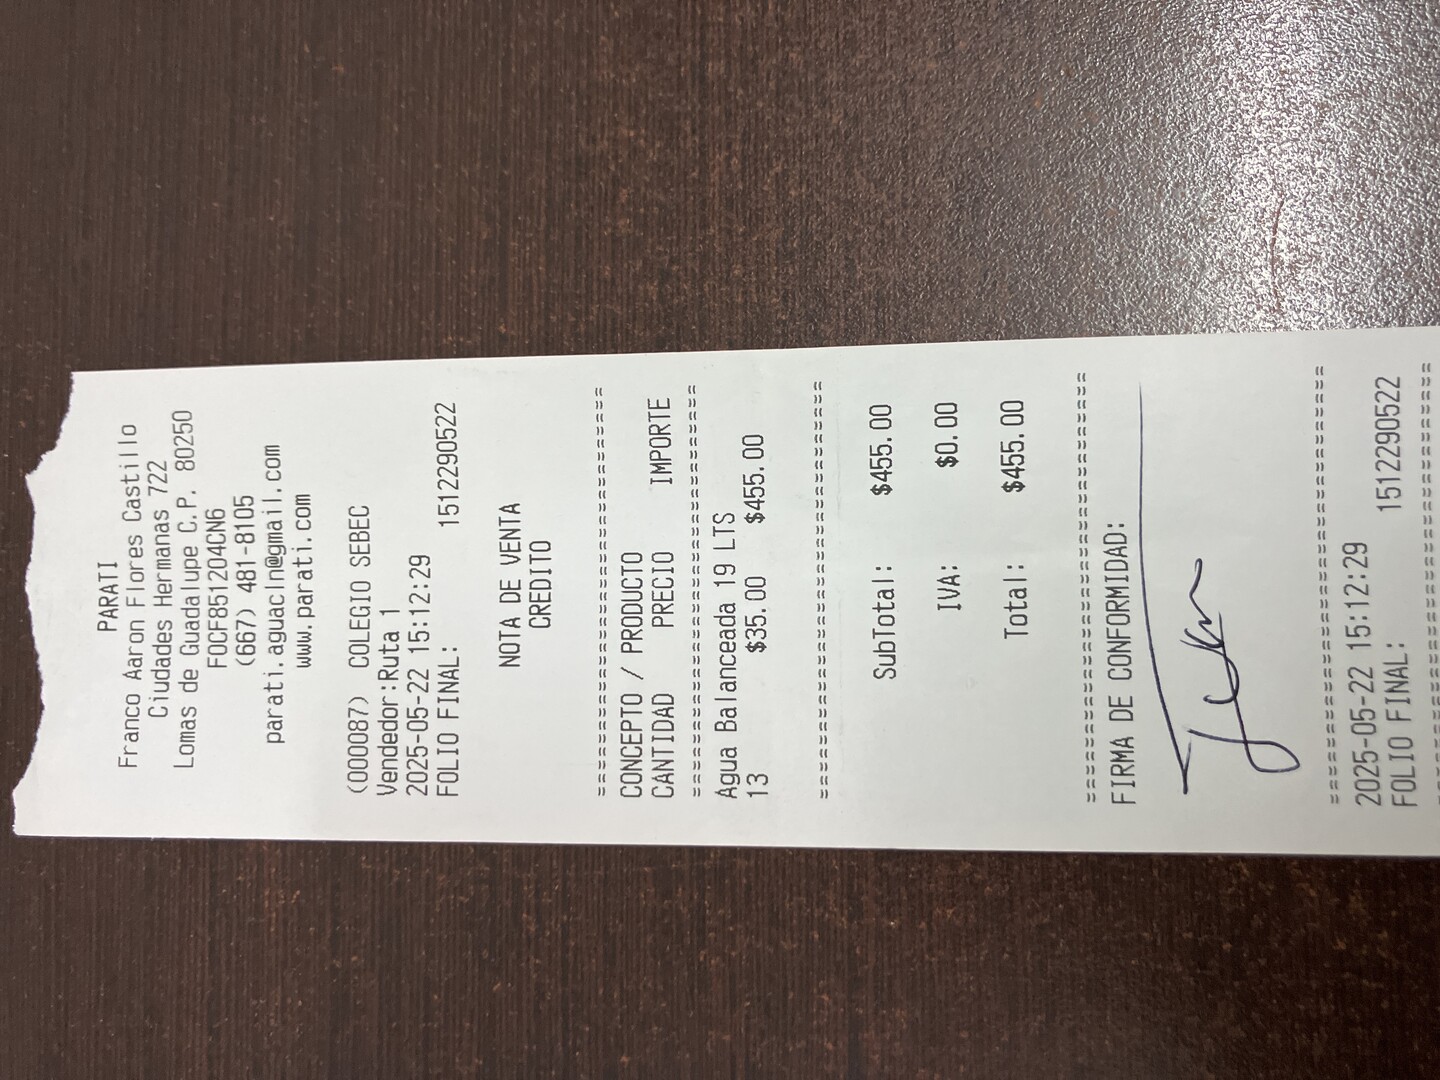 PARATI
Franco Aaron Flores Castillo
Ciudades Hermanas 722
Lomas de Guadalupe C.P. 80250
FOCF851204CN6
(667) 481-8105
parati.aguacln@gmail.com
www.parati.com
(000087) COLEGIO SEBEC
Vendedor:Ruta 1
2025-05-22 15:12:29
FOLIO FINAL: 1512290522
NOTA DE VENTA
CREDITO
CONCEPTO / PRODUCTO
CANTIDAD PRECIO IMPORTE
Agua Balanceada 19 LTS
13 $35.00 $455.00
SubTotal: $455.00
IVA: $0.00
Total: $455.00
FIRMA DE CONFORMIDAD:
2025-05-22 15:12:29
FOLIO FINAL: 1512290522